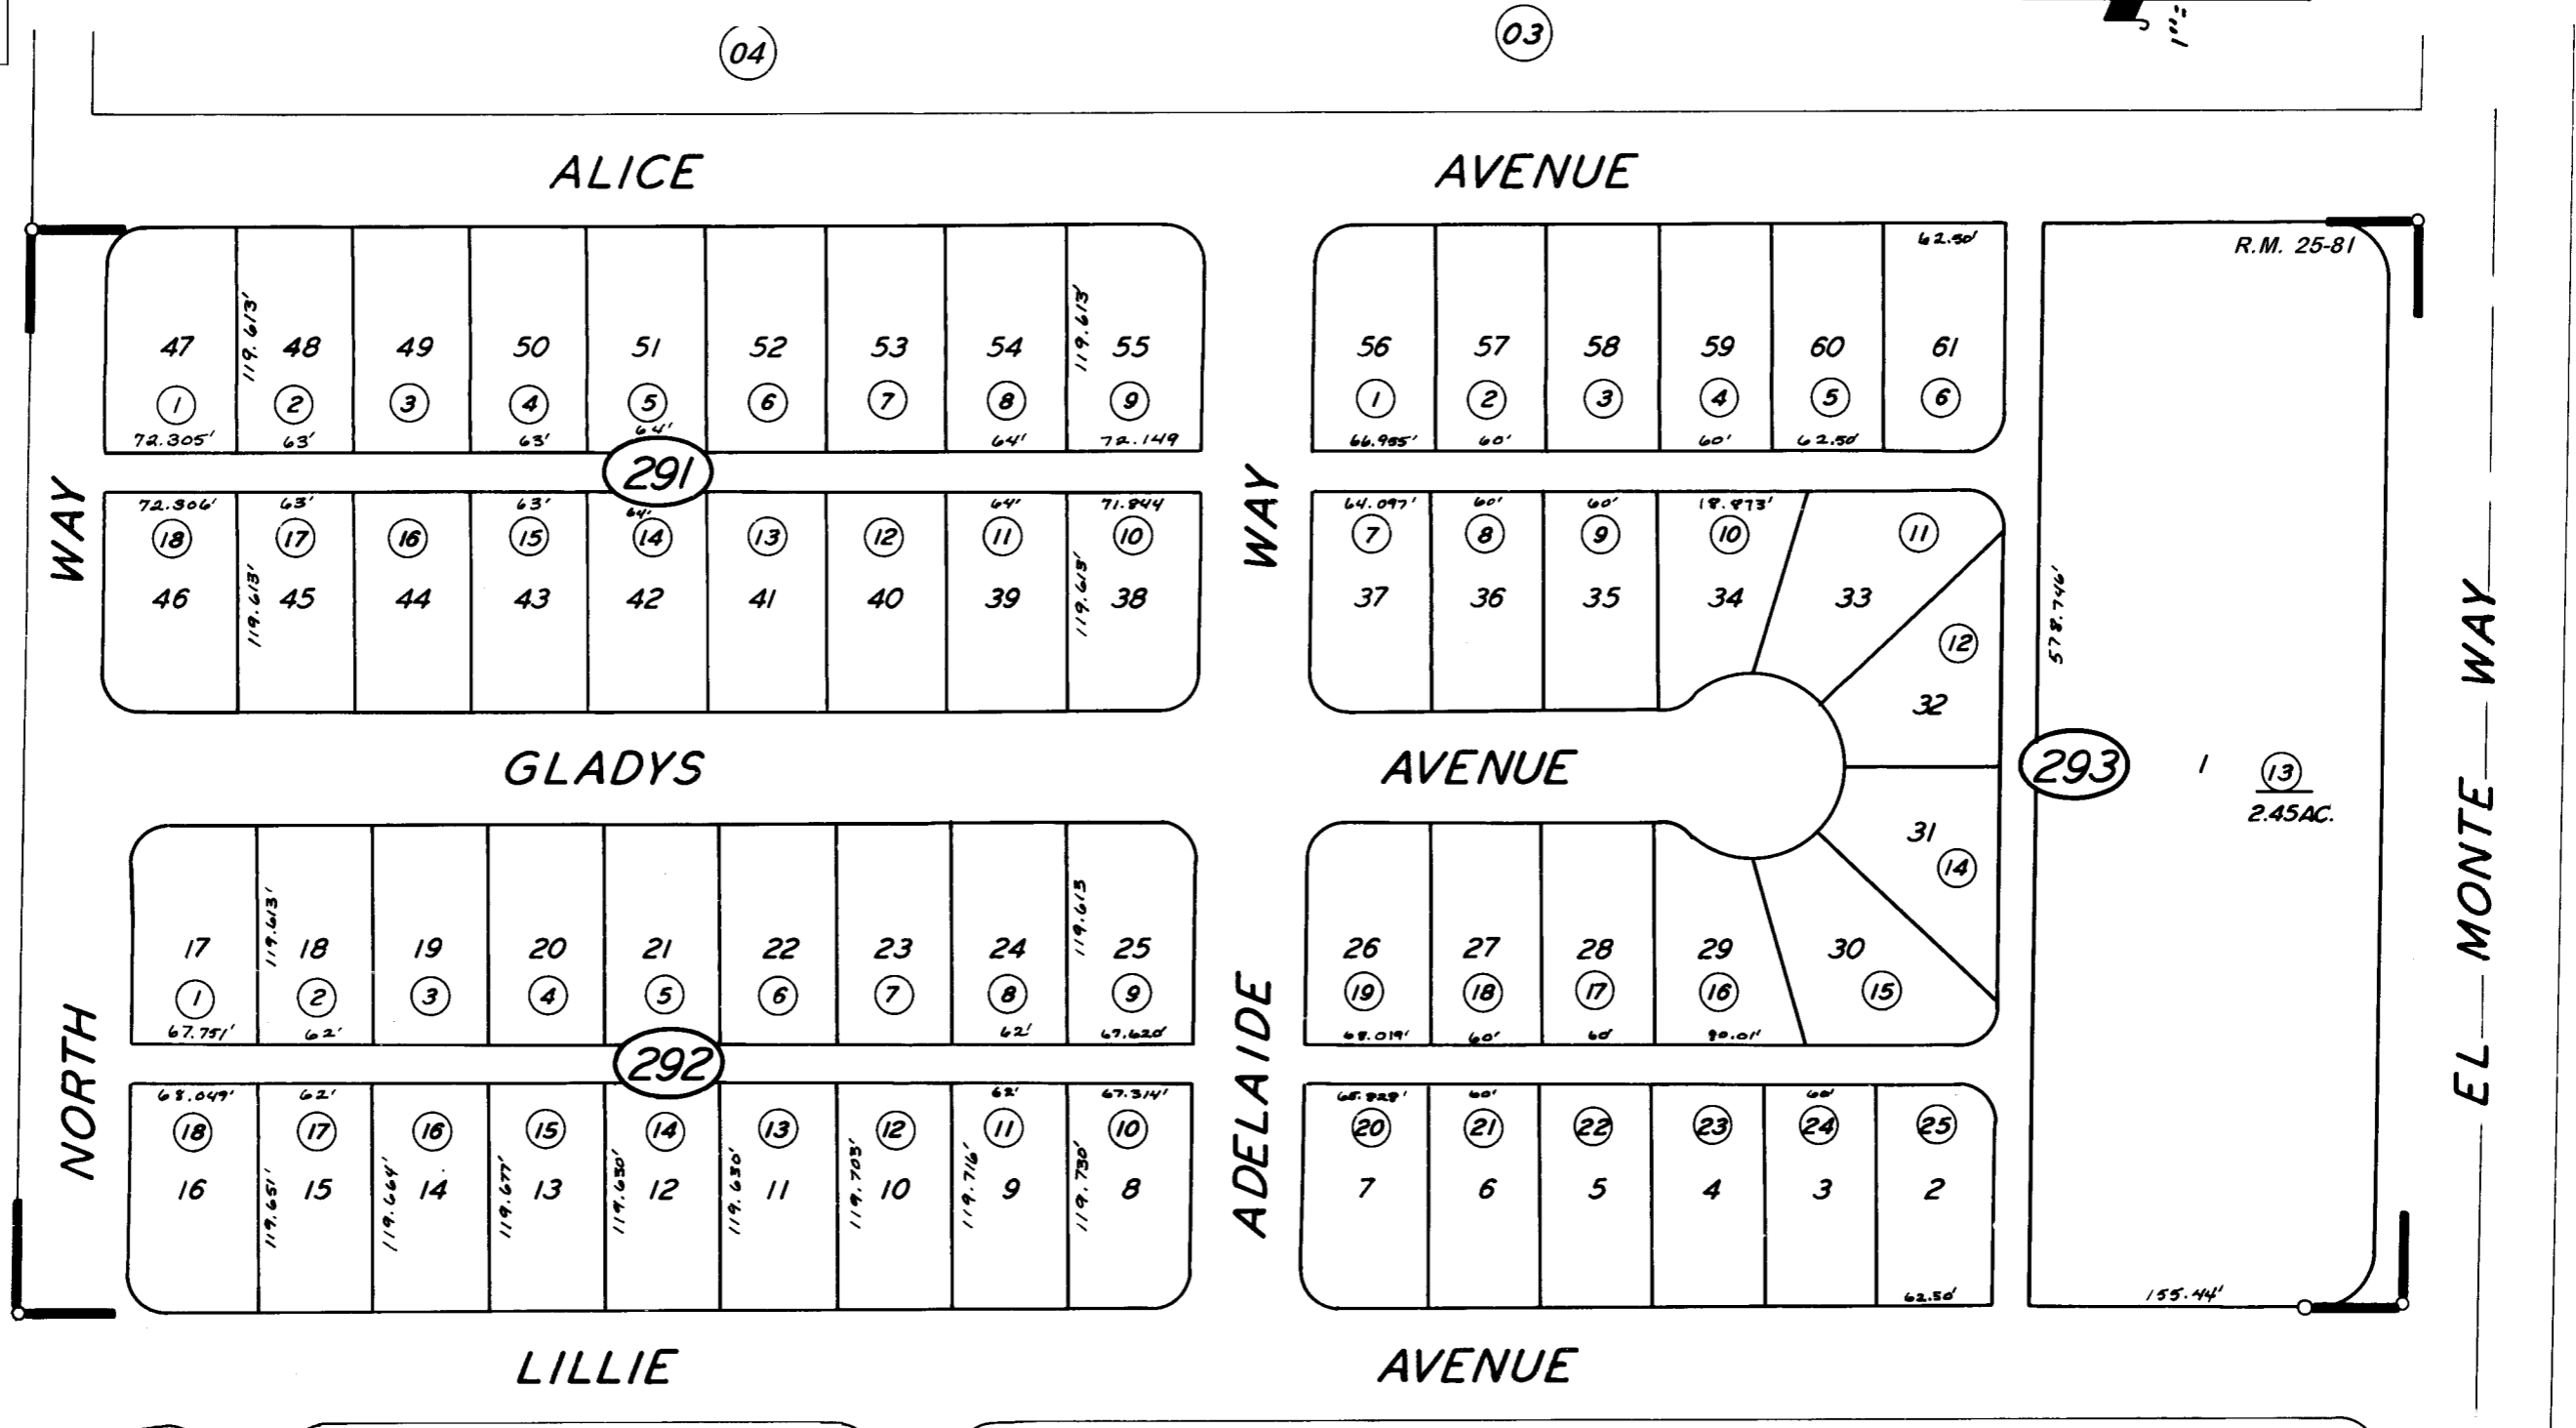 04 03 1"=
ALICE AVENUE
62.50' R.M. 25-81
119.613' 119.613'
47 48 49 50 51 52 53 54 55 56 57 58 59 60 61
1 2 3 4 5 6 7 8 9 1 2 3 4 5 6
72.305' 63' 63' 64' 64' 72.149 66.955' 60' 60' 62.50'
291
WAY WAY
72.306' 63' 63' 64' 64' 71.844 64.097' 60' 60' 18.873'
18 17 16 15 14 13 12 11 10 7 8 9 10 11
119.613' 119.613' 578.746'
46 45 44 43 42 41 40 39 38 37 36 35 34 33
12
32
GLADYS AVENUE
293 1 13
2.45AC.
31
14
EL MONTE WAY
119.613' 119.613
17 18 19 20 21 22 23 24 25 26 27 28 29 30
1 2 3 4 5 6 7 8 9 19 18 17 16 15
67.751' 62' 62' 67.620' 68.019' 60' 60' 80.01'
292
NORTH ADELAIDE
68.049' 62' 62' 67.314' 65.828' 60' 60'
18 17 16 15 14 13 12 11 10 20 21 22 23 24 25
119.651' 119.664' 119.677' 119.630' 119.703' 119.716' 119.730'
16 15 14 13 12 11 10 9 8 7 6 5 4 3 2
62.50' 155.44'
LILLIE AVENUE